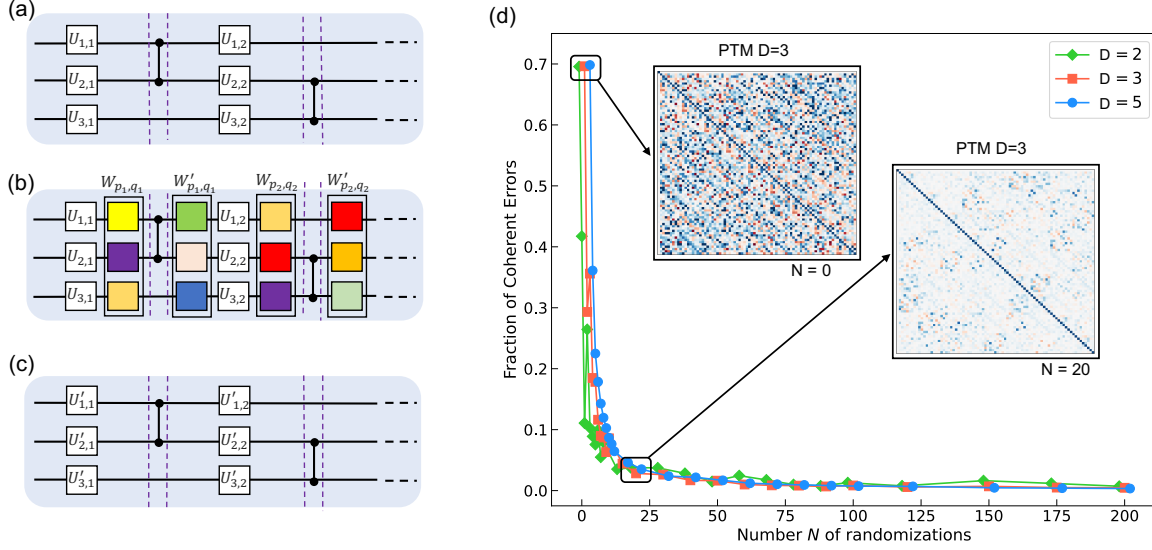 (a)
U₁,₁ U₁,₂
U₂,₁ U₂,₂
U₃,₁ U₃,₂
(b)
Wₚ₁,q₁ W′ₚ₁,q₁ Wₚ₂,q₂ W′ₚ₂,q₂
U₁,₁ U₁,₂
U₂,₁ U₂,₂
U₃,₁ U₃,₂
(c)
U′₁,₁ U′₁,₂
U′₂,₁ U′₂,₂
U′₃,₁ U′₃,₂
(d)
Fraction of Coherent Errors
0.7
0.6
0.5
0.4
0.3
0.2
0.1
0.0
PTM D=3
N = 0
PTM D=3
N = 20
D = 2
D = 3
D = 5
0 25 50 75 100 125 150 175 200
Number N of randomizations